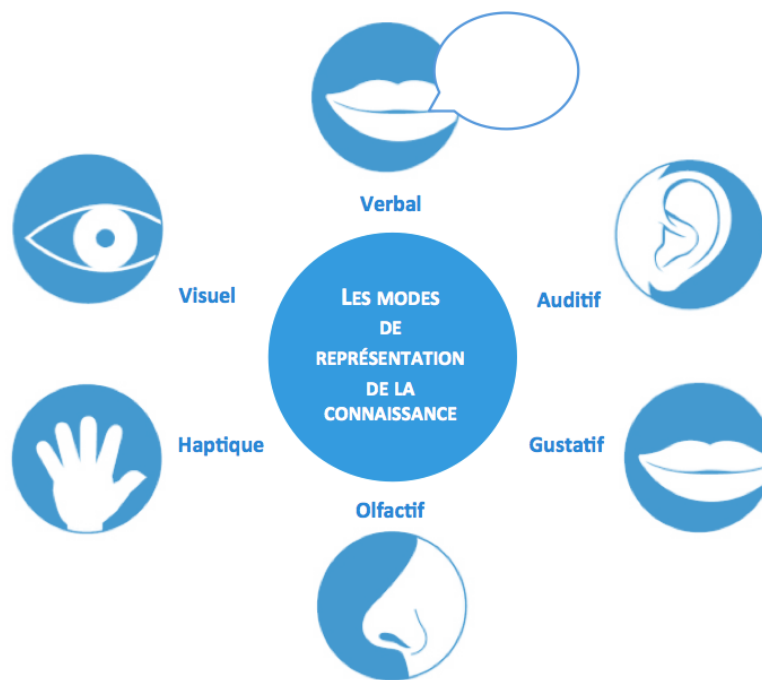 Verbal
Visuel
Auditif
LES MODES
DE
REPRÉSENTATION
DE LA
CONNAISSANCE
Haptique
Gustatif
Olfactif